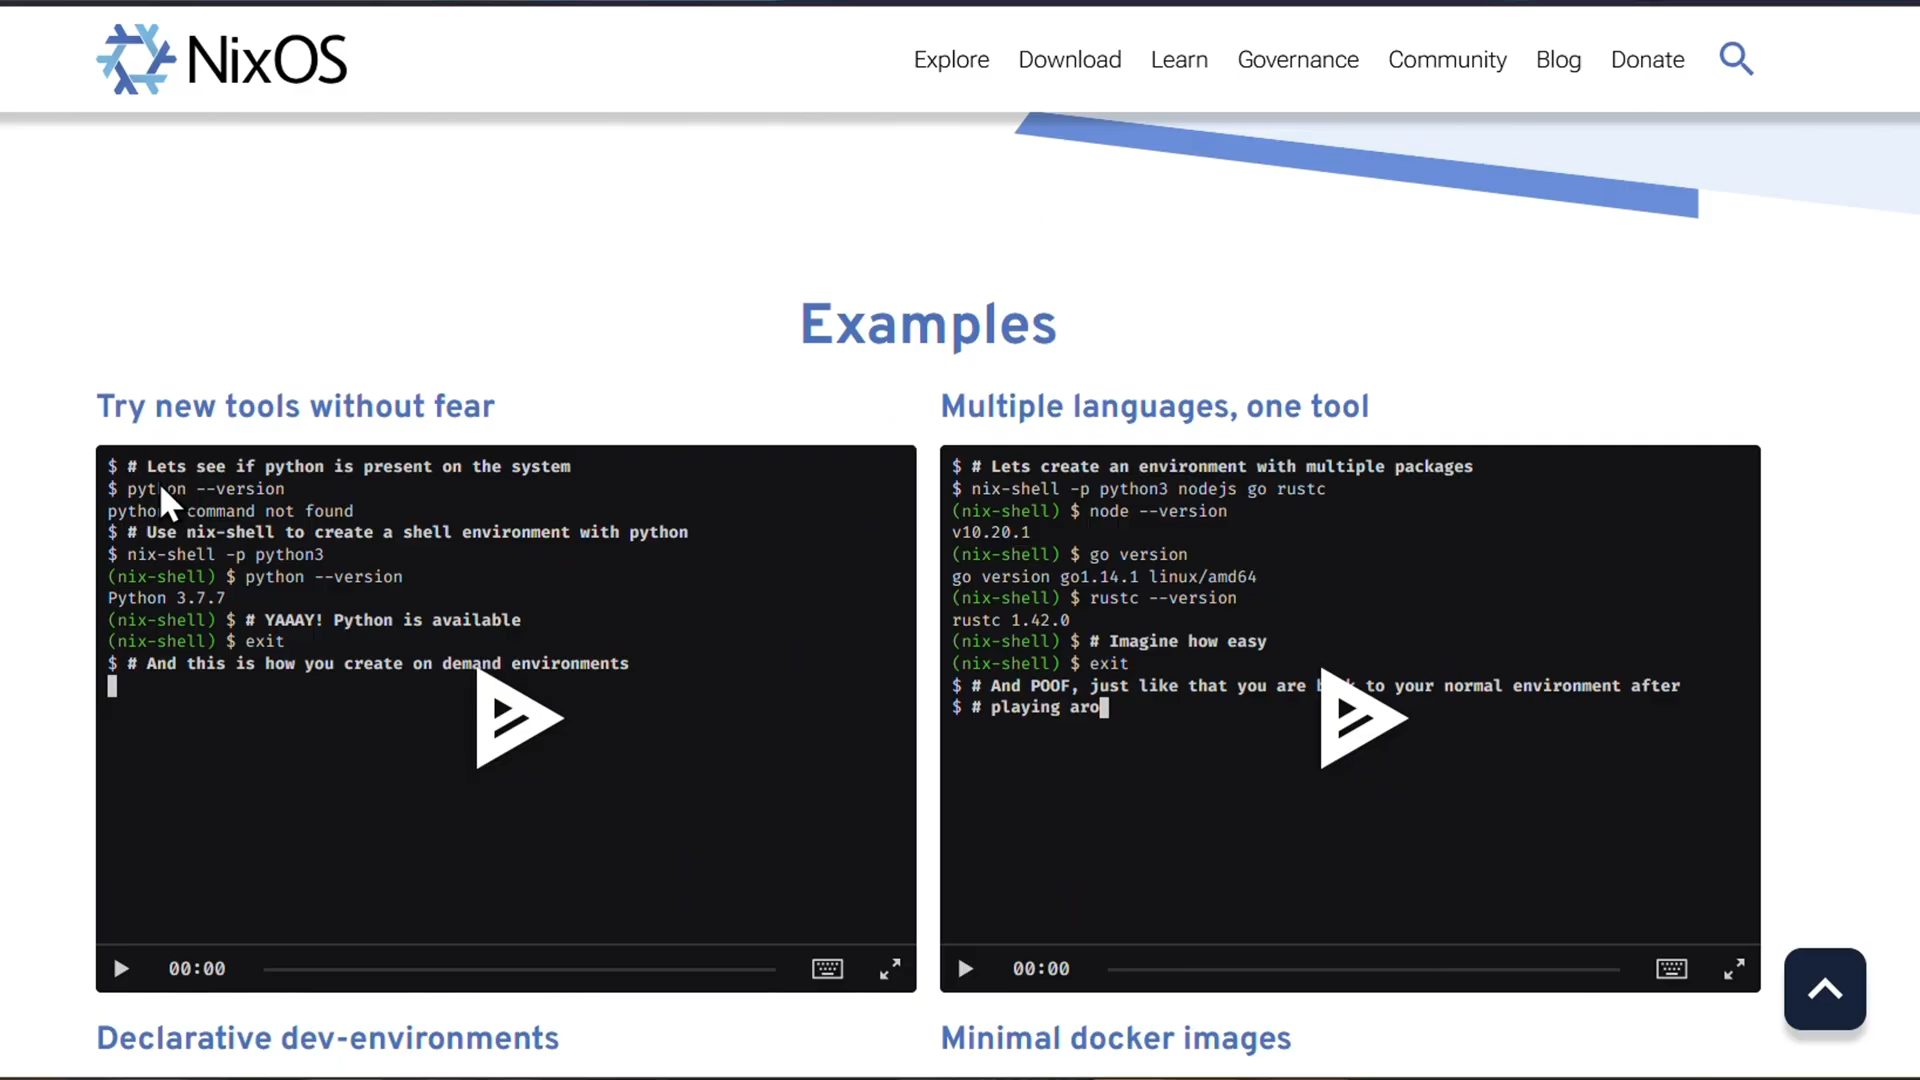 NixOS
Explore Download Learn Governance Community Blog Donate
Examples
Try new tools without fear
$ # Lets see if python is present on the system
$ python --version
python command not found
$ # Use nix-shell to create a shell environment with python
$ nix-shell -p python3
(nix-shell) $ python --version
Python 3.7.7
(nix-shell) $ # YAAAY! Python is available
(nix-shell) $ exit
$ # And this is how you create on demand environments
00:00
Multiple languages, one tool
$ # Lets create an environment with multiple packages
$ nix-shell -p python3 nodejs go rustc
(nix-shell) $ node --version
v10.20.1
(nix-shell) $ go version
go version go1.14.1 linux/amd64
(nix-shell) $ rustc --version
rustc 1.42.0
(nix-shell) $ # Imagine how easy
(nix-shell) $ exit
$ # And POOF, just like that you are to your normal environment after
$ # playing aro
00:00
Declarative dev-environments
Minimal docker images